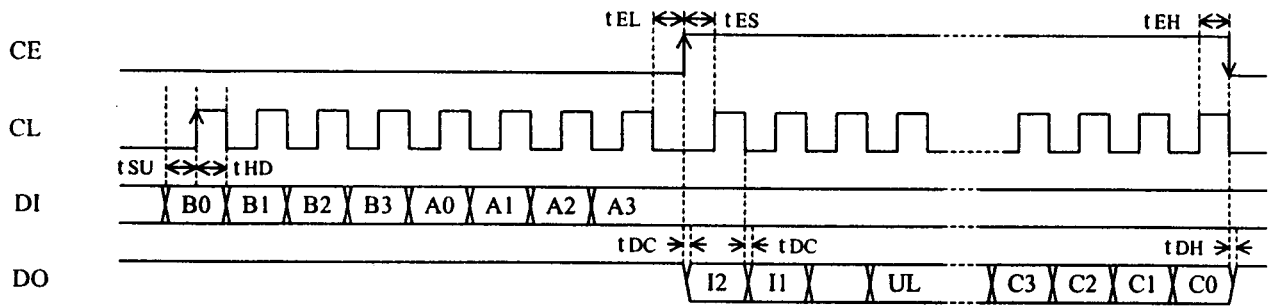 tEL tES tEH
CE
CL
tSU tHD
DI B0 B1 B2 B3 A0 A1 A2 A3
tDC tDC tDH
DO I2 I1 UL C3 C2 C1 C0